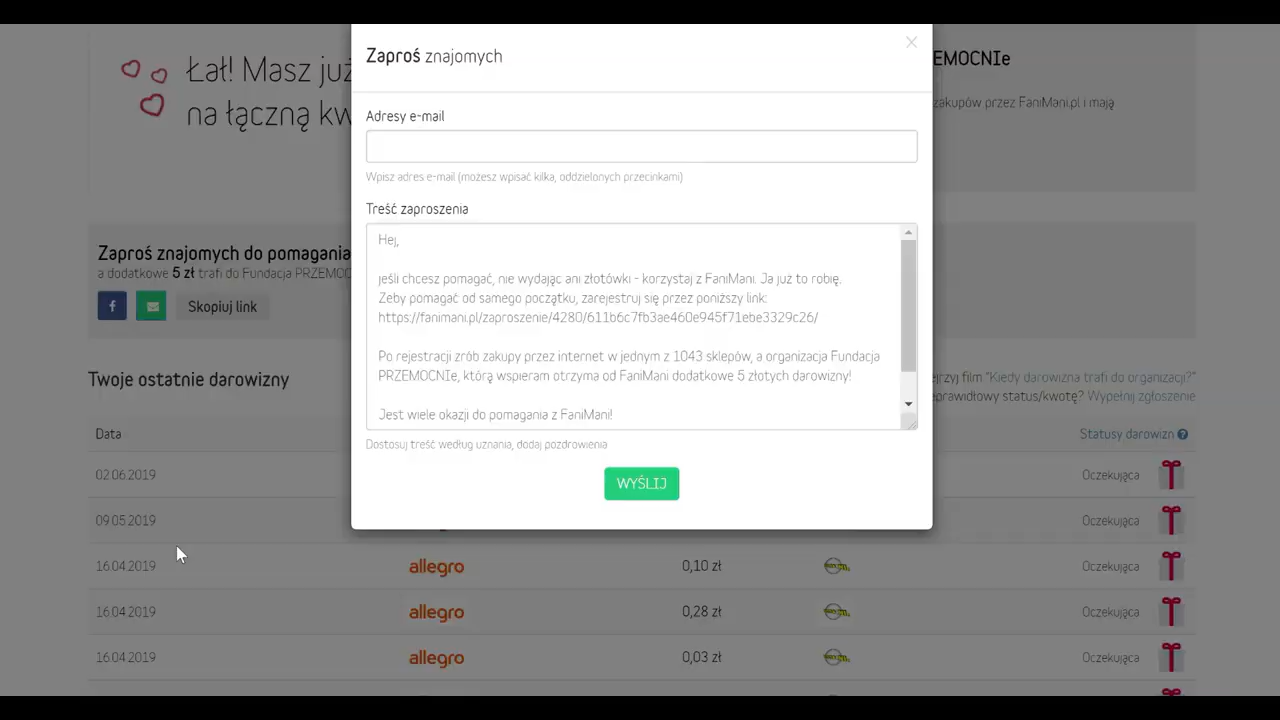 Zaproś znajomych
×
Adresy e-mail
Wpisz adres e-mail (możesz wpisać kilka, oddzielonych przecinkami)
Treść zaproszenia
Hej,
jeśli chcesz pomagać, nie wydając ani złotówki - korzystaj z FaniMani. Ja już to robię.
Żeby pomagać od samego początku, zarejestruj się przez poniższy link:
https://fanimani.pl/zaproszenie/4280/611b6c7fb3ae460e945f71ebe3329c26/
Po rejestracji zrób zakupy przez internet w jednym z 1043 sklepów, a organizacja Fundacja
PRZEMOCNIe, którą wspieram otrzyma od FaniMani dodatkowe 5 złotych darowizny!
Jest wiele okazji do pomagania z FaniMani!
Dostosuj treść według uznania, dodaj pozdrowienia
WYŚLIJ
Łał! Masz już
na łączną kw
EMOCNIe
zakupów przez FaniMani.pl i mają
Zaproś znajomych do pomagania
a dodatkowe 5 zł trafi do Fundacja PRZEMOC
f
Skopiuj link
Twoje ostatnie darowizny
ejrzyj film "Kiedy darowizna trafi do organizacji?"
eprawidłowy status/kwotę? Wypełnij zgłoszenie
Data Statusy darowizn ?
02.06.2019 Oczekująca
09.05.2019 Oczekująca
16.04.2019 allegro 0,10 zł Oczekująca
16.04.2019 allegro 0,28 zł Oczekująca
16.04.2019 allegro 0,03 zł Oczekująca